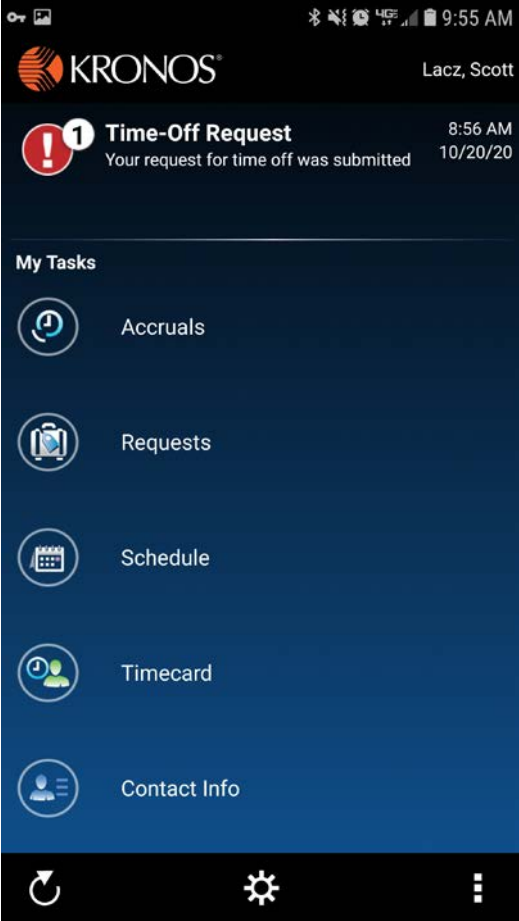 4GE 9:55 AM
KRONOS® Lacz, Scott
1 Time-Off Request 8:56 AM
Your request for time off was submitted 10/20/20
My Tasks
Accruals
Requests
Schedule
Timecard
Contact Info